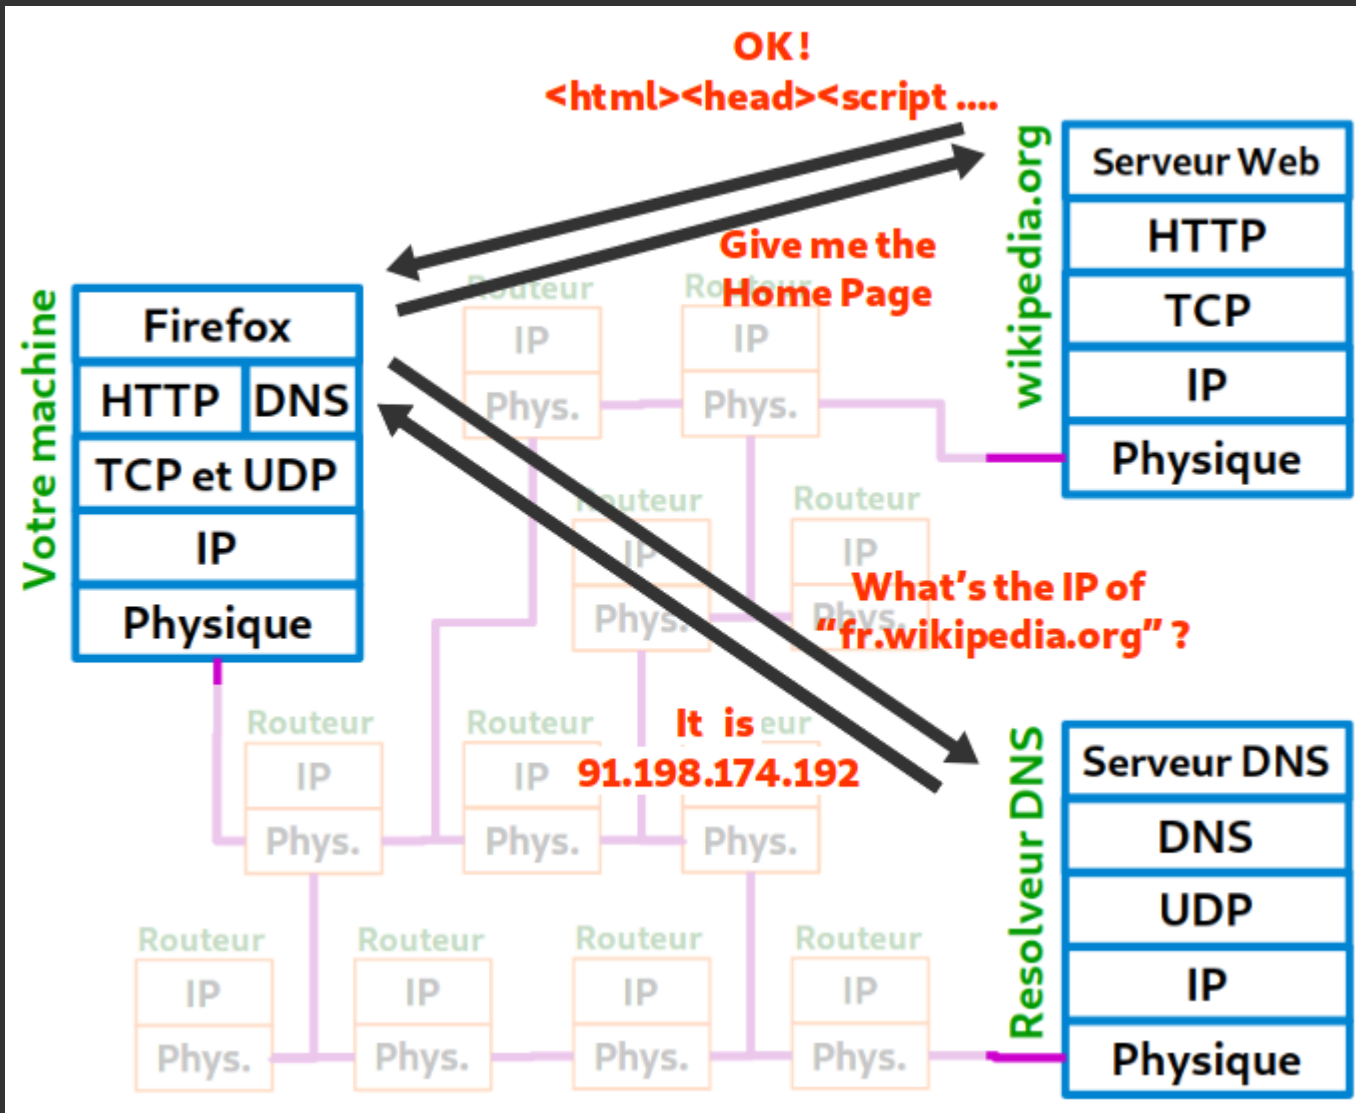 OK!
<html><head><script ....
wikipedia.org
Serveur Web
HTTP
TCP
IP
Physique
Give me the
Home Page
Votre machine
Firefox
HTTP DNS
TCP et UDP
IP
Physique
Routeur
IP
Phys.
Routeur
IP
Phys.
Routeur
IP
Phys.
Routeur
IP
Phys.
What's the IP of
“fr.wikipedia.org” ?
It is
91.198.174.192
Routeur
IP
Phys.
Routeur
IP
Phys.
eur
Phys.
Resolveur DNS
Serveur DNS
DNS
UDP
IP
Physique
Routeur
IP
Phys.
Routeur
IP
Phys.
Routeur
IP
Phys.
Routeur
IP
Phys.